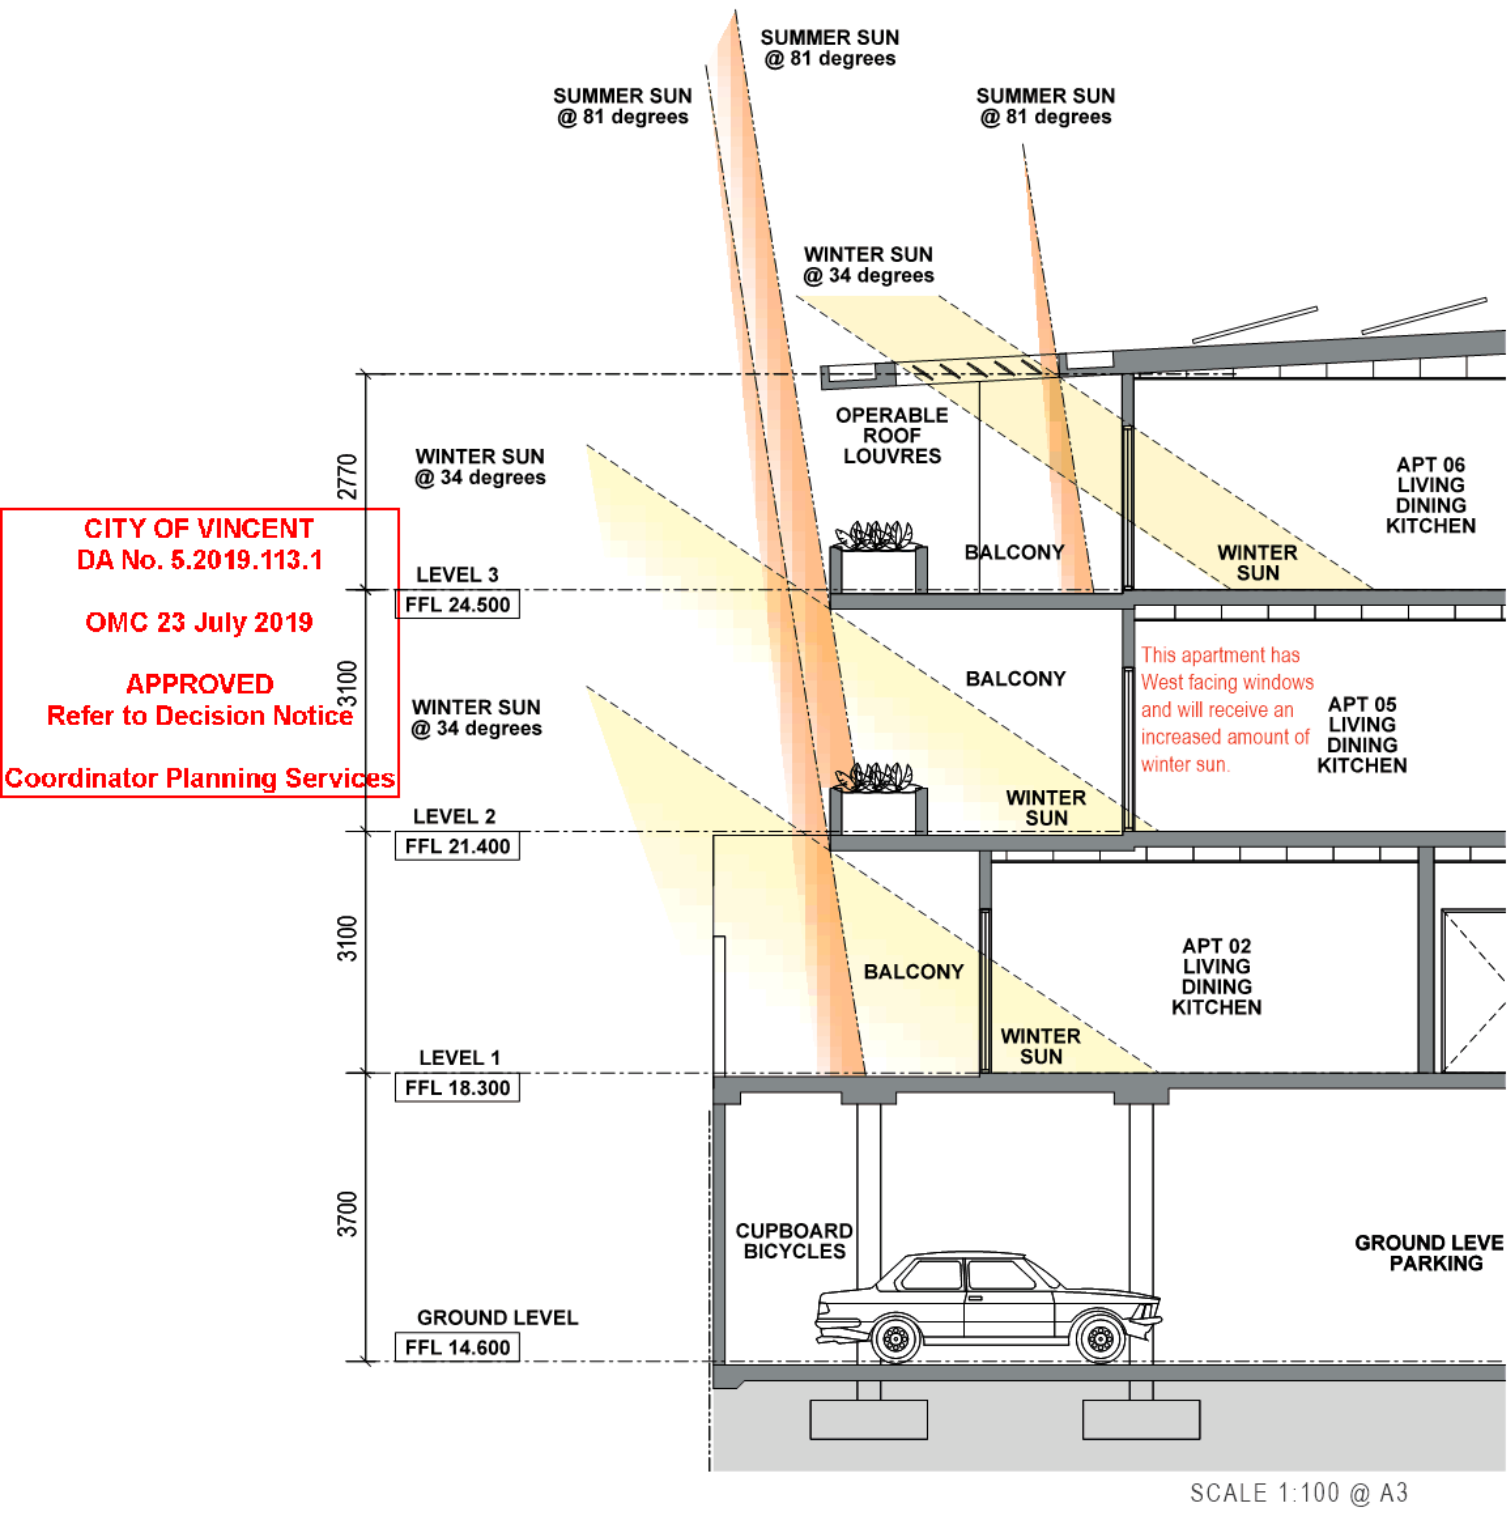 SUMMER SUN
@ 81 degrees
SUMMER SUN
@ 81 degrees
SUMMER SUN
@ 81 degrees
WINTER SUN
@ 34 degrees
OPERABLE
ROOF
LOUVRES
WINTER SUN
@ 34 degrees
2770
APT 06
LIVING
DINING
KITCHEN
BALCONY
WINTER
SUN
CITY OF VINCENT
DA No. 5.2019.113.1
OMC 23 July 2019
APPROVED
Refer to Decision Notice
Coordinator Planning Services
LEVEL 3
FFL 24.500
3100
BALCONY
This apartment has
West facing windows
and will receive an
increased amount of
winter sun.
APT 05
LIVING
DINING
KITCHEN
WINTER SUN
@ 34 degrees
WINTER
SUN
LEVEL 2
FFL 21.400
3100
BALCONY
APT 02
LIVING
DINING
KITCHEN
WINTER
SUN
LEVEL 1
FFL 18.300
3700
CUPBOARD
BICYCLES
GROUND LEVE
PARKING
GROUND LEVEL
FFL 14.600
SCALE 1:100 @ A3